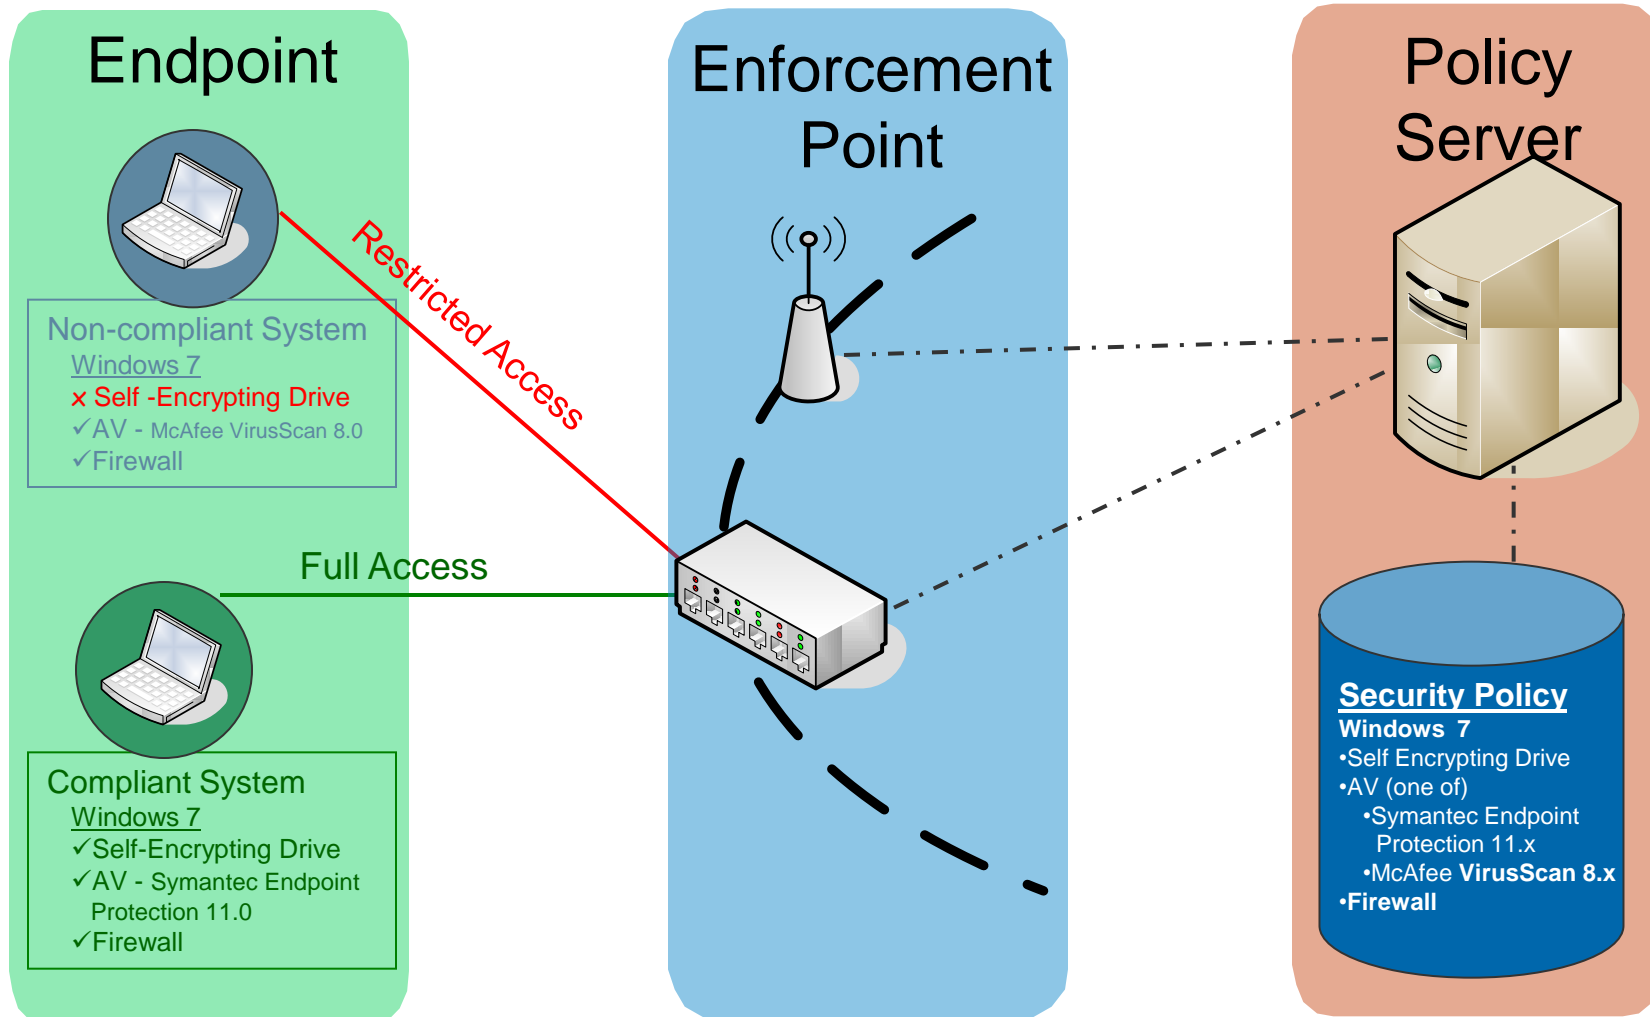 Endpoint
Non-compliant System
Windows 7
x Self -Encrypting Drive
✓AV - McAfee VirusScan 8.0
✓Firewall
Restricted Access
Full Access
Compliant System
Windows 7
✓Self-Encrypting Drive
✓AV - Symantec Endpoint
Protection 11.0
✓Firewall
Enforcement
Point
Policy
Server
Security Policy
Windows 7
•Self Encrypting Drive
•AV (one of)
•Symantec Endpoint
Protection 11.x
•McAfee VirusScan 8.x
•Firewall